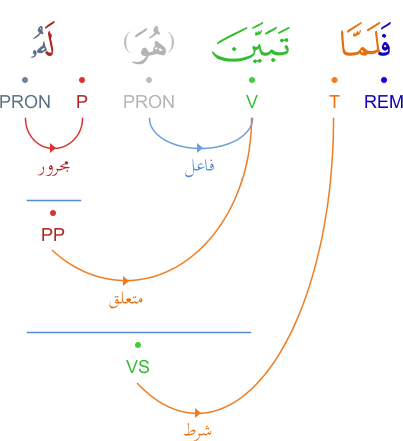 فَلَمَّا تَبَيَّنَ (هُوَ) لَهُۥ
REM T V PRON P PRON
فاعل
مجرور
PP
متعلق
VS
شرط